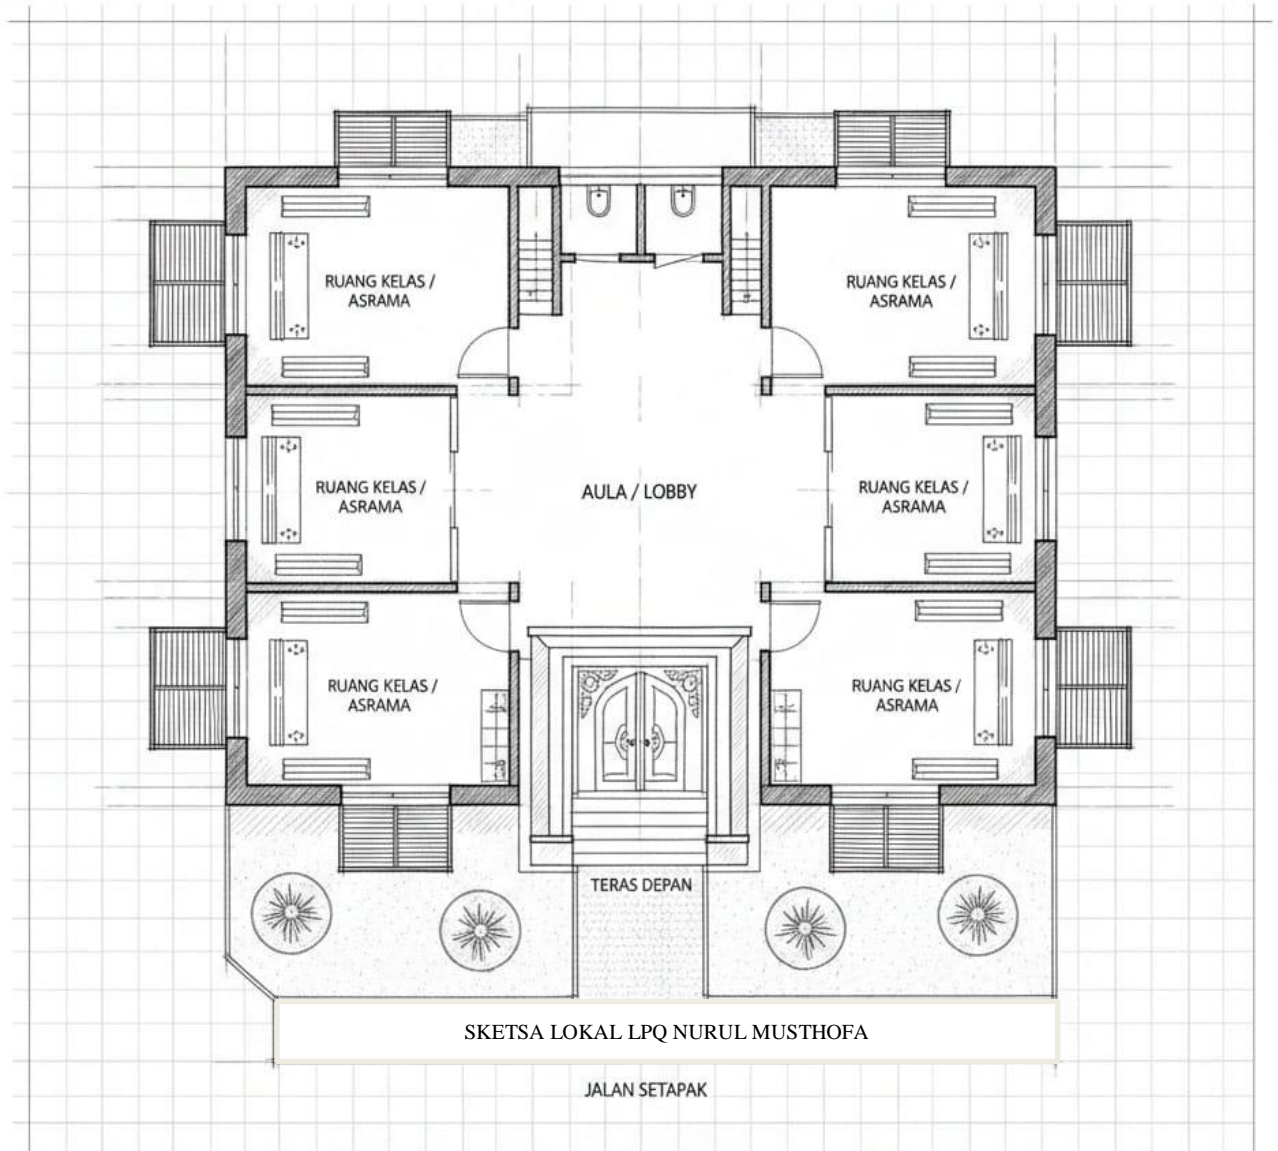 RUANG KELAS /
ASRAMA
RUANG KELAS /
ASRAMA
RUANG KELAS /
ASRAMA
AULA / LOBBY
RUANG KELAS /
ASRAMA
RUANG KELAS /
ASRAMA
RUANG KELAS /
ASRAMA
TERAS DEPAN
SKETSA LOKAL LPQ NURUL MUSTHOFA
JALAN SETAPAK